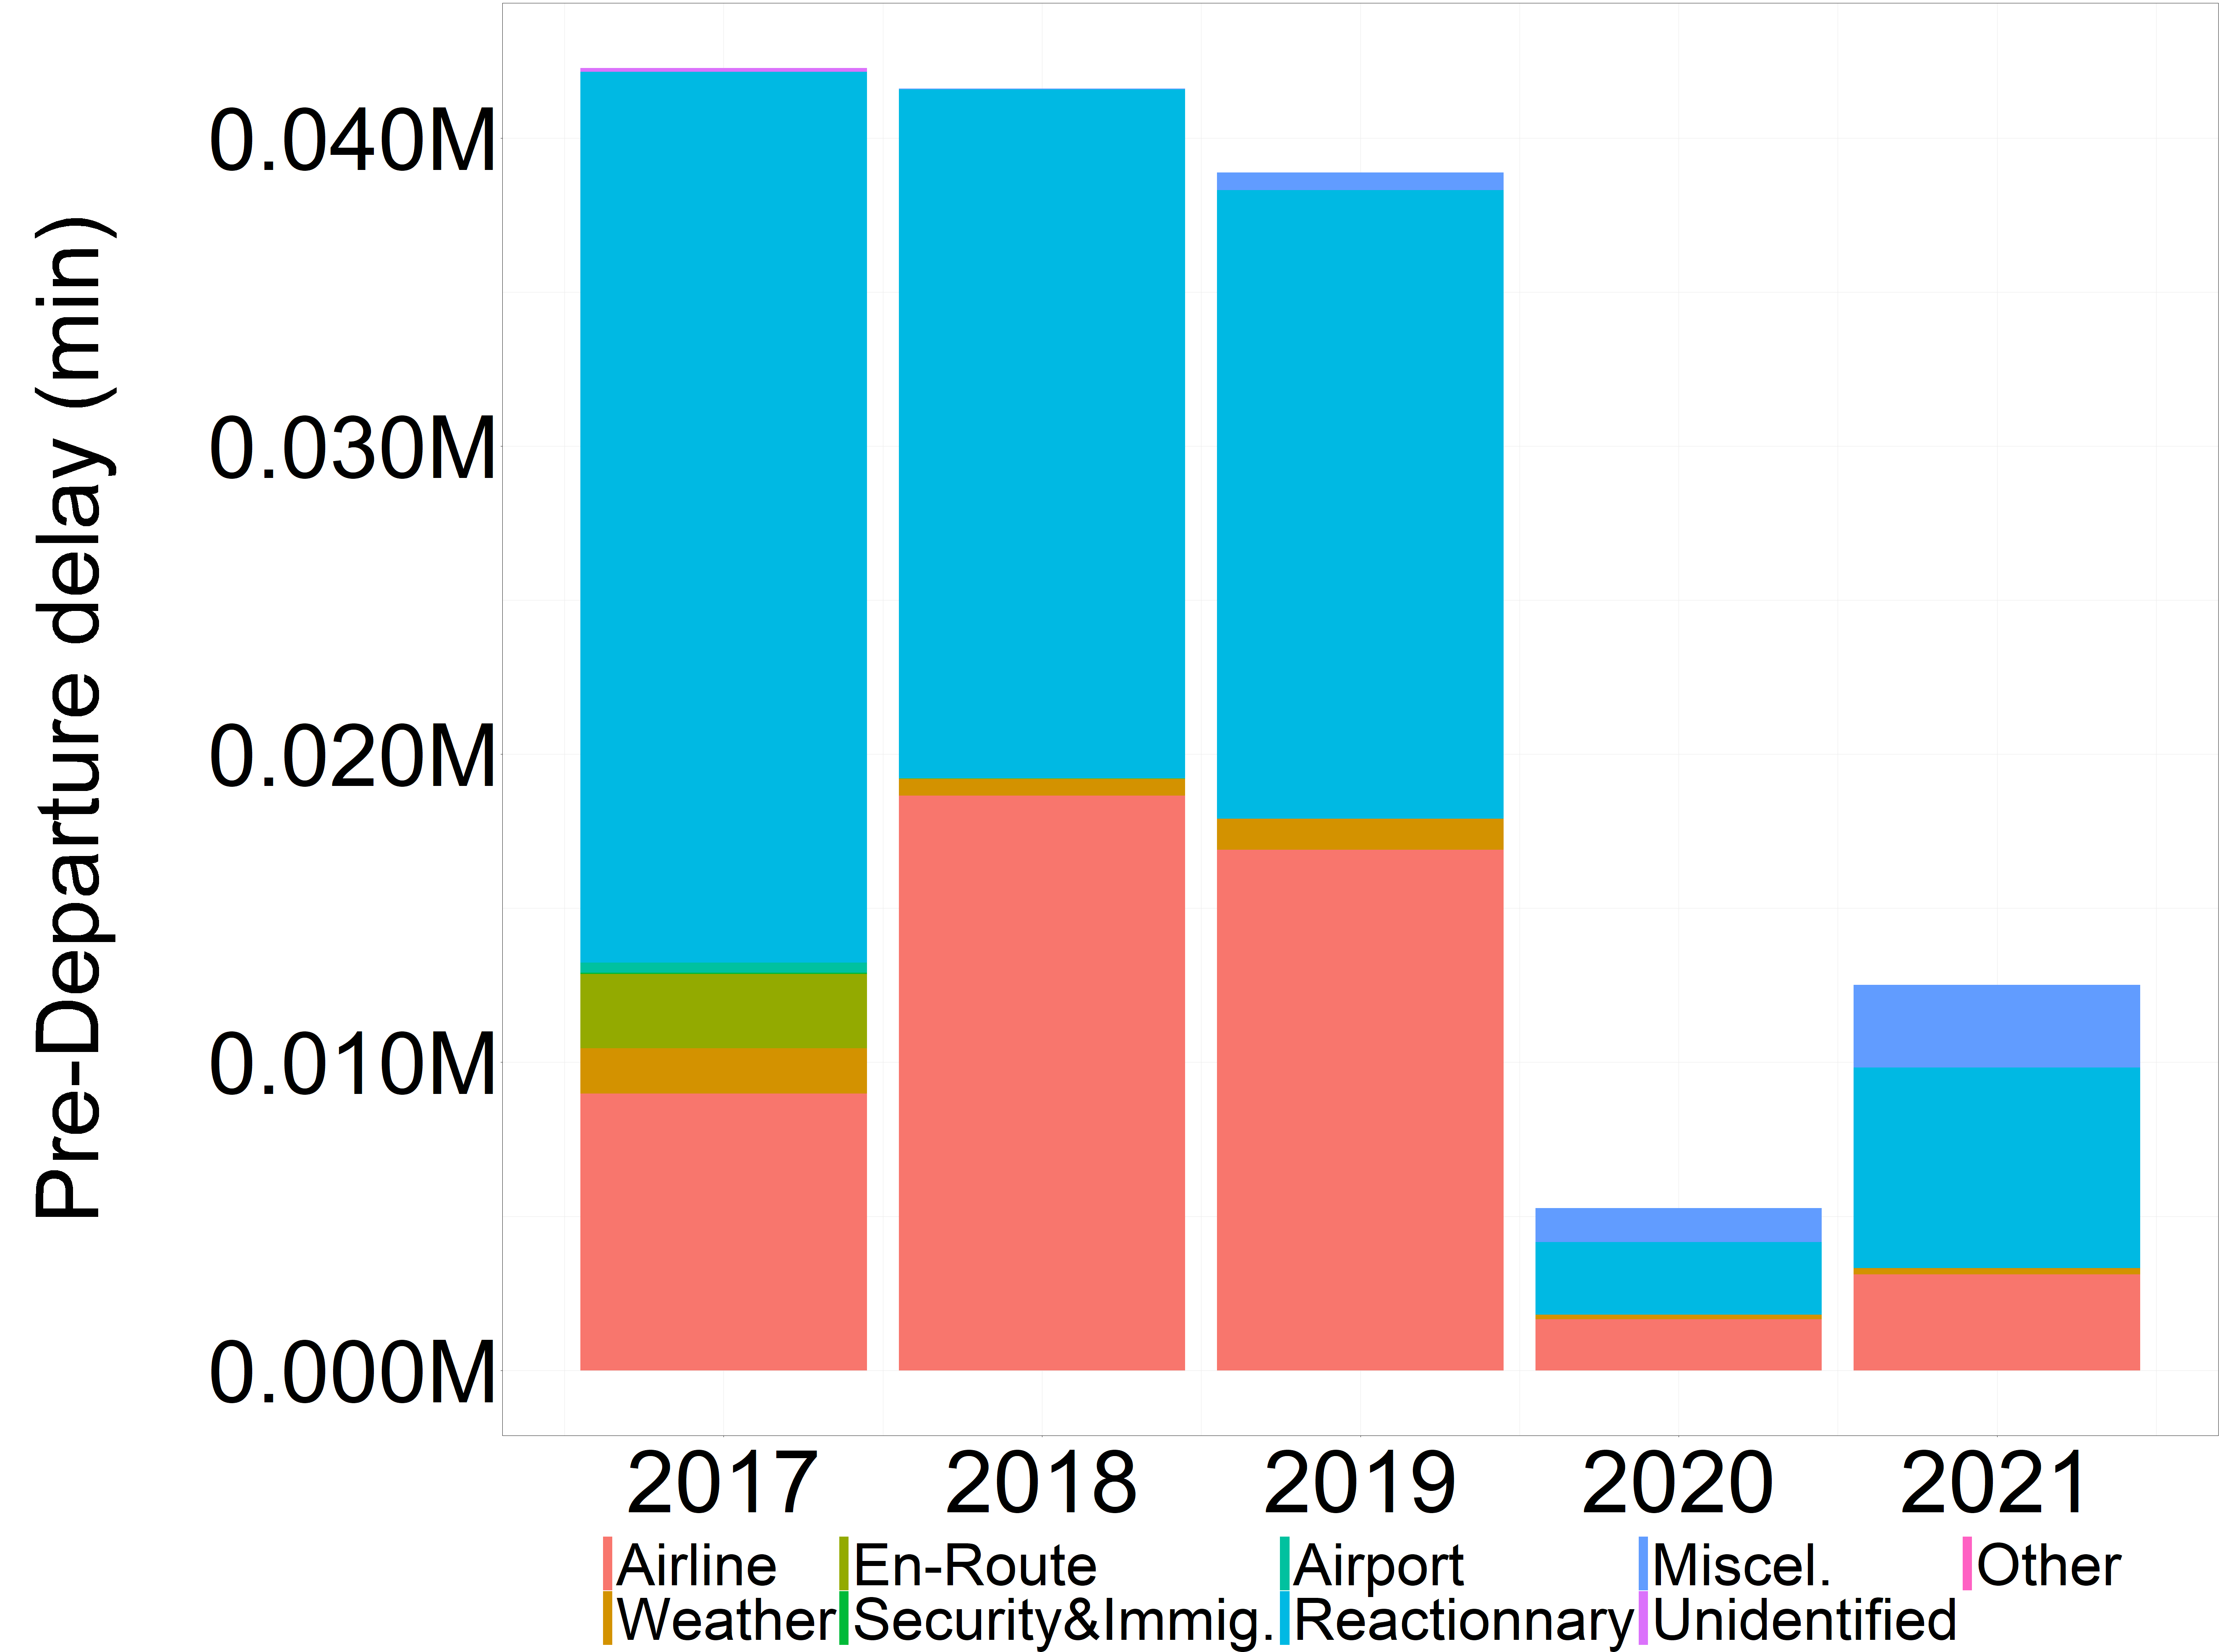 Pre-Departure delay (min)
0.040M
0.030M
0.020M
0.010M
0.000M
2017 2018 2019 2020 2021
Airline En-Route Airport Miscel. Other
Weather Security&Immig. Reactionnary Unidentified